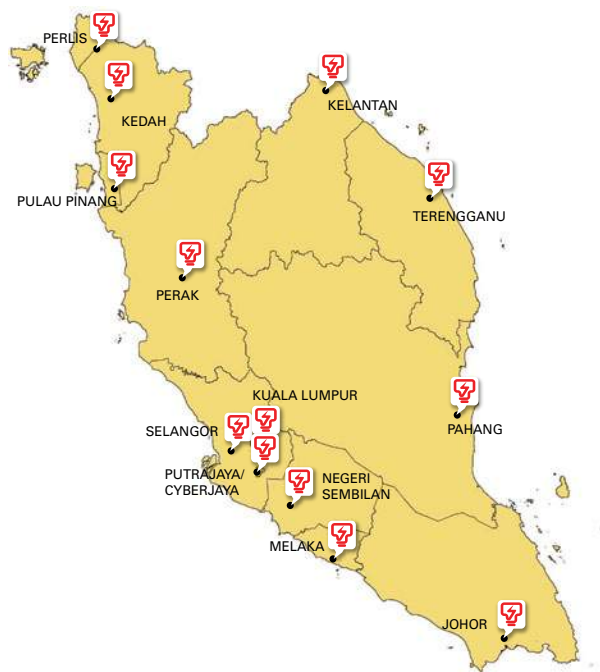 PERLIS
KELANTAN
KEDAH
PULAU PINANG
TERENGGANU
PERAK
KUALA LUMPUR
PAHANG
SELANGOR
PUTRAJAYA/
CYBERJAYA
NEGERI
SEMBILAN
MELAKA
JOHOR